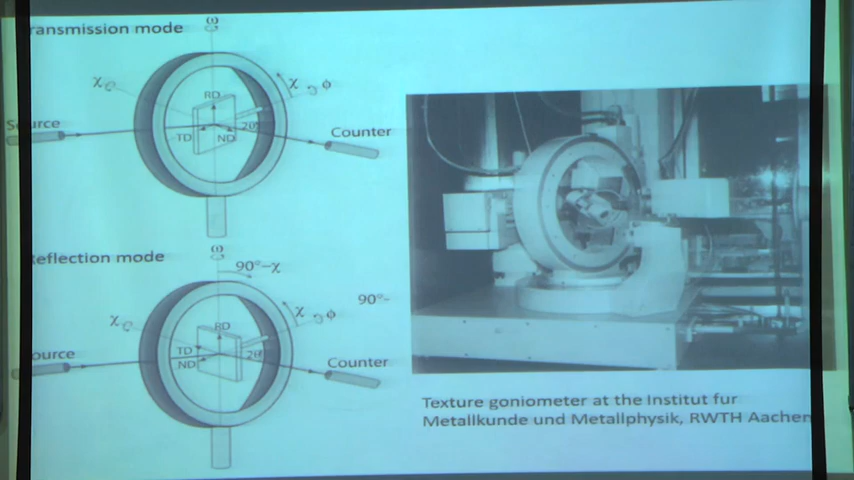 ransmission mode
ω
χ
χ
ϕ
RD
Source
TD
ND
2θ
Counter
Reflection mode
ω
90°–χ
χ
χ
ϕ
90°-
RD
ource
TD
ND
2θ
Counter
Texture goniometer at the Institut fur
Metallkunde und Metallphysik, RWTH Aachen